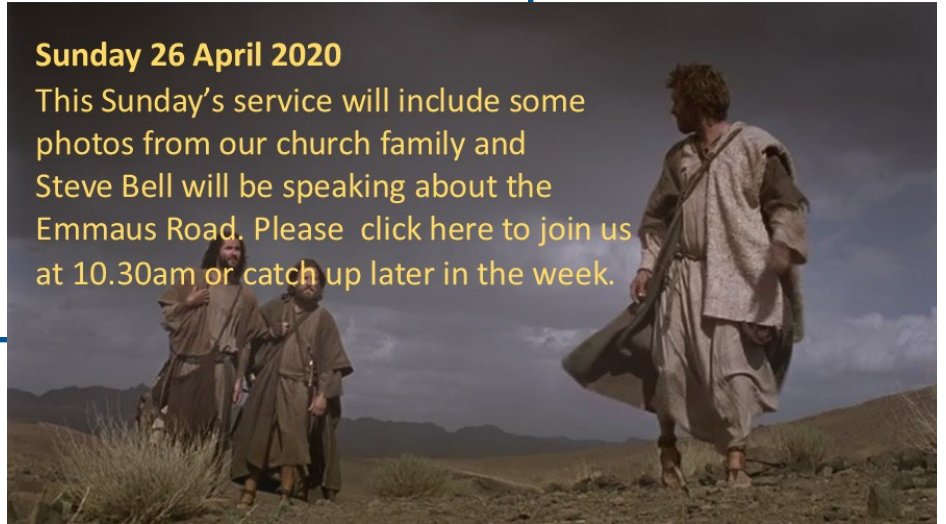 Sunday 26 April 2020
This Sunday’s service will include some
photos from our church family and
Steve Bell will be speaking about the
Emmaus Road. Please  click here to join us
at 10.30am or catch up later in the week.